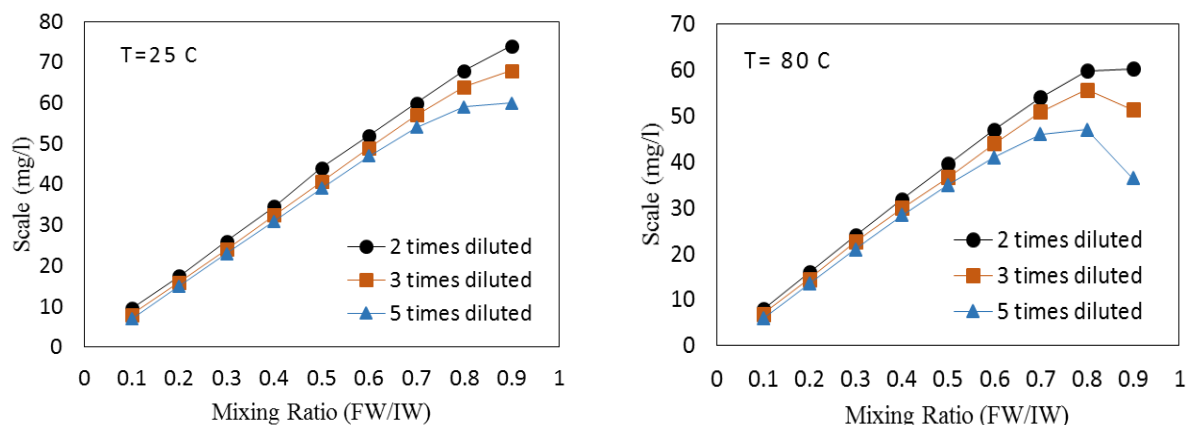 80
70
60
50
40
30
20
10
0
Scale (mg/l)
T=25 C
2 times diluted
3 times diluted
5 times diluted
0 0.1 0.2 0.3 0.4 0.5 0.6 0.7 0.8 0.9 1
Mixing Ratio (FW/IW)
70
60
50
40
30
20
10
0
Scale (mg/l)
T= 80 C
2 times diluted
3 times diluted
5 times diluted
0 0.1 0.2 0.3 0.4 0.5 0.6 0.7 0.8 0.9 1
Mixing Ratio (FW/IW)